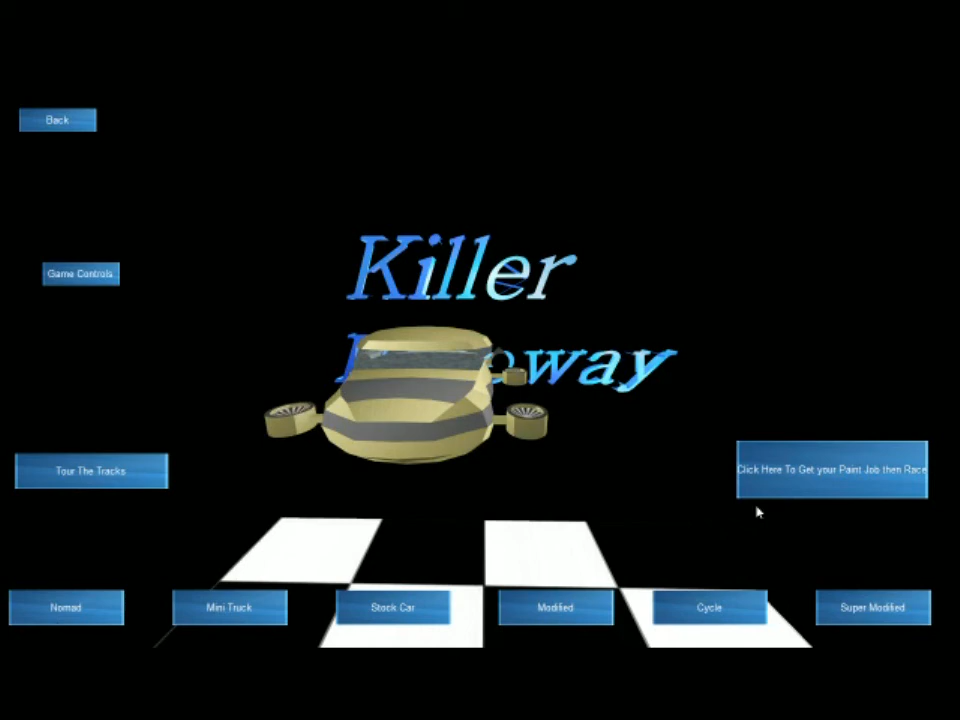 Back
Killer
Game Controls
way
Tour The Tracks
Click Here To Get your Paint Job then Race
Nomad
Mini Truck
Stock Car
Modified
Cycle
Super Modified